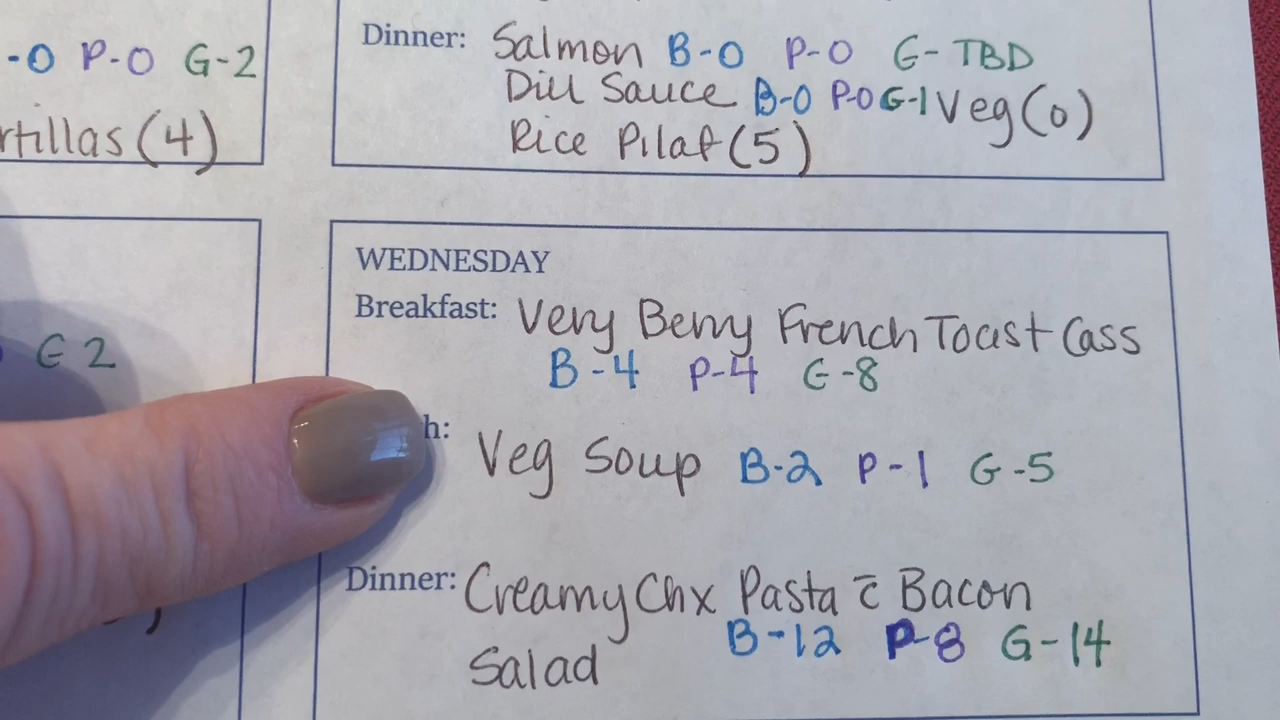 -0 P-0 G-2
(4)
Dinner: Salmon B-0 P-0 G-TBD
Dill Sauce B-0 P-0 G-1 Veg (0)
Rice Pilaf (5)
G 2
WEDNESDAY
Breakfast: Very Berry French Toast Cass
B-4 P-4 G-8
h: Veg Soup B-2 P-1 G-5
Dinner: Creamy Chx Pasta c̄ Bacon
B-12 P-8 G-14
Salad